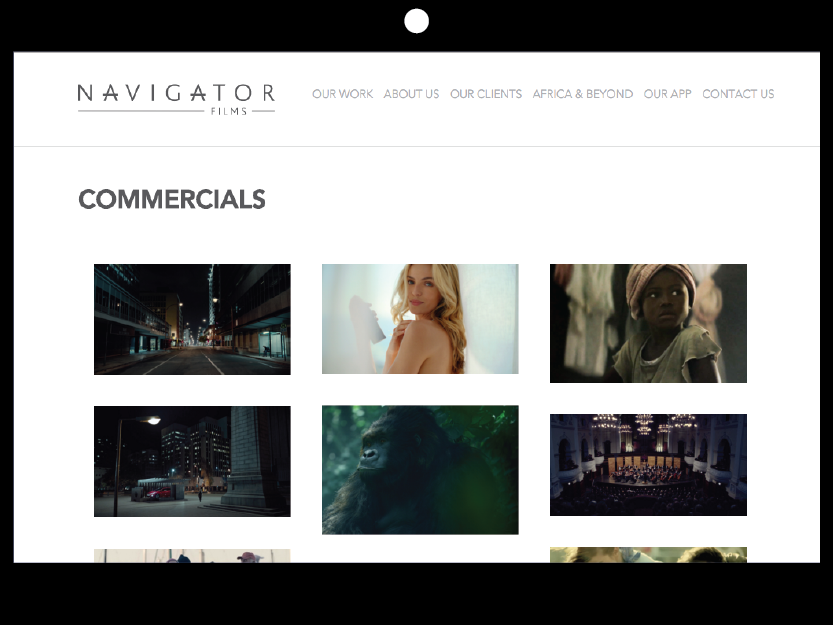 NAVIGATOR
FILMS
OUR WORK ABOUT US OUR CLIENTS AFRICA & BEYOND OUR APP CONTACT US
COMMERCIALS